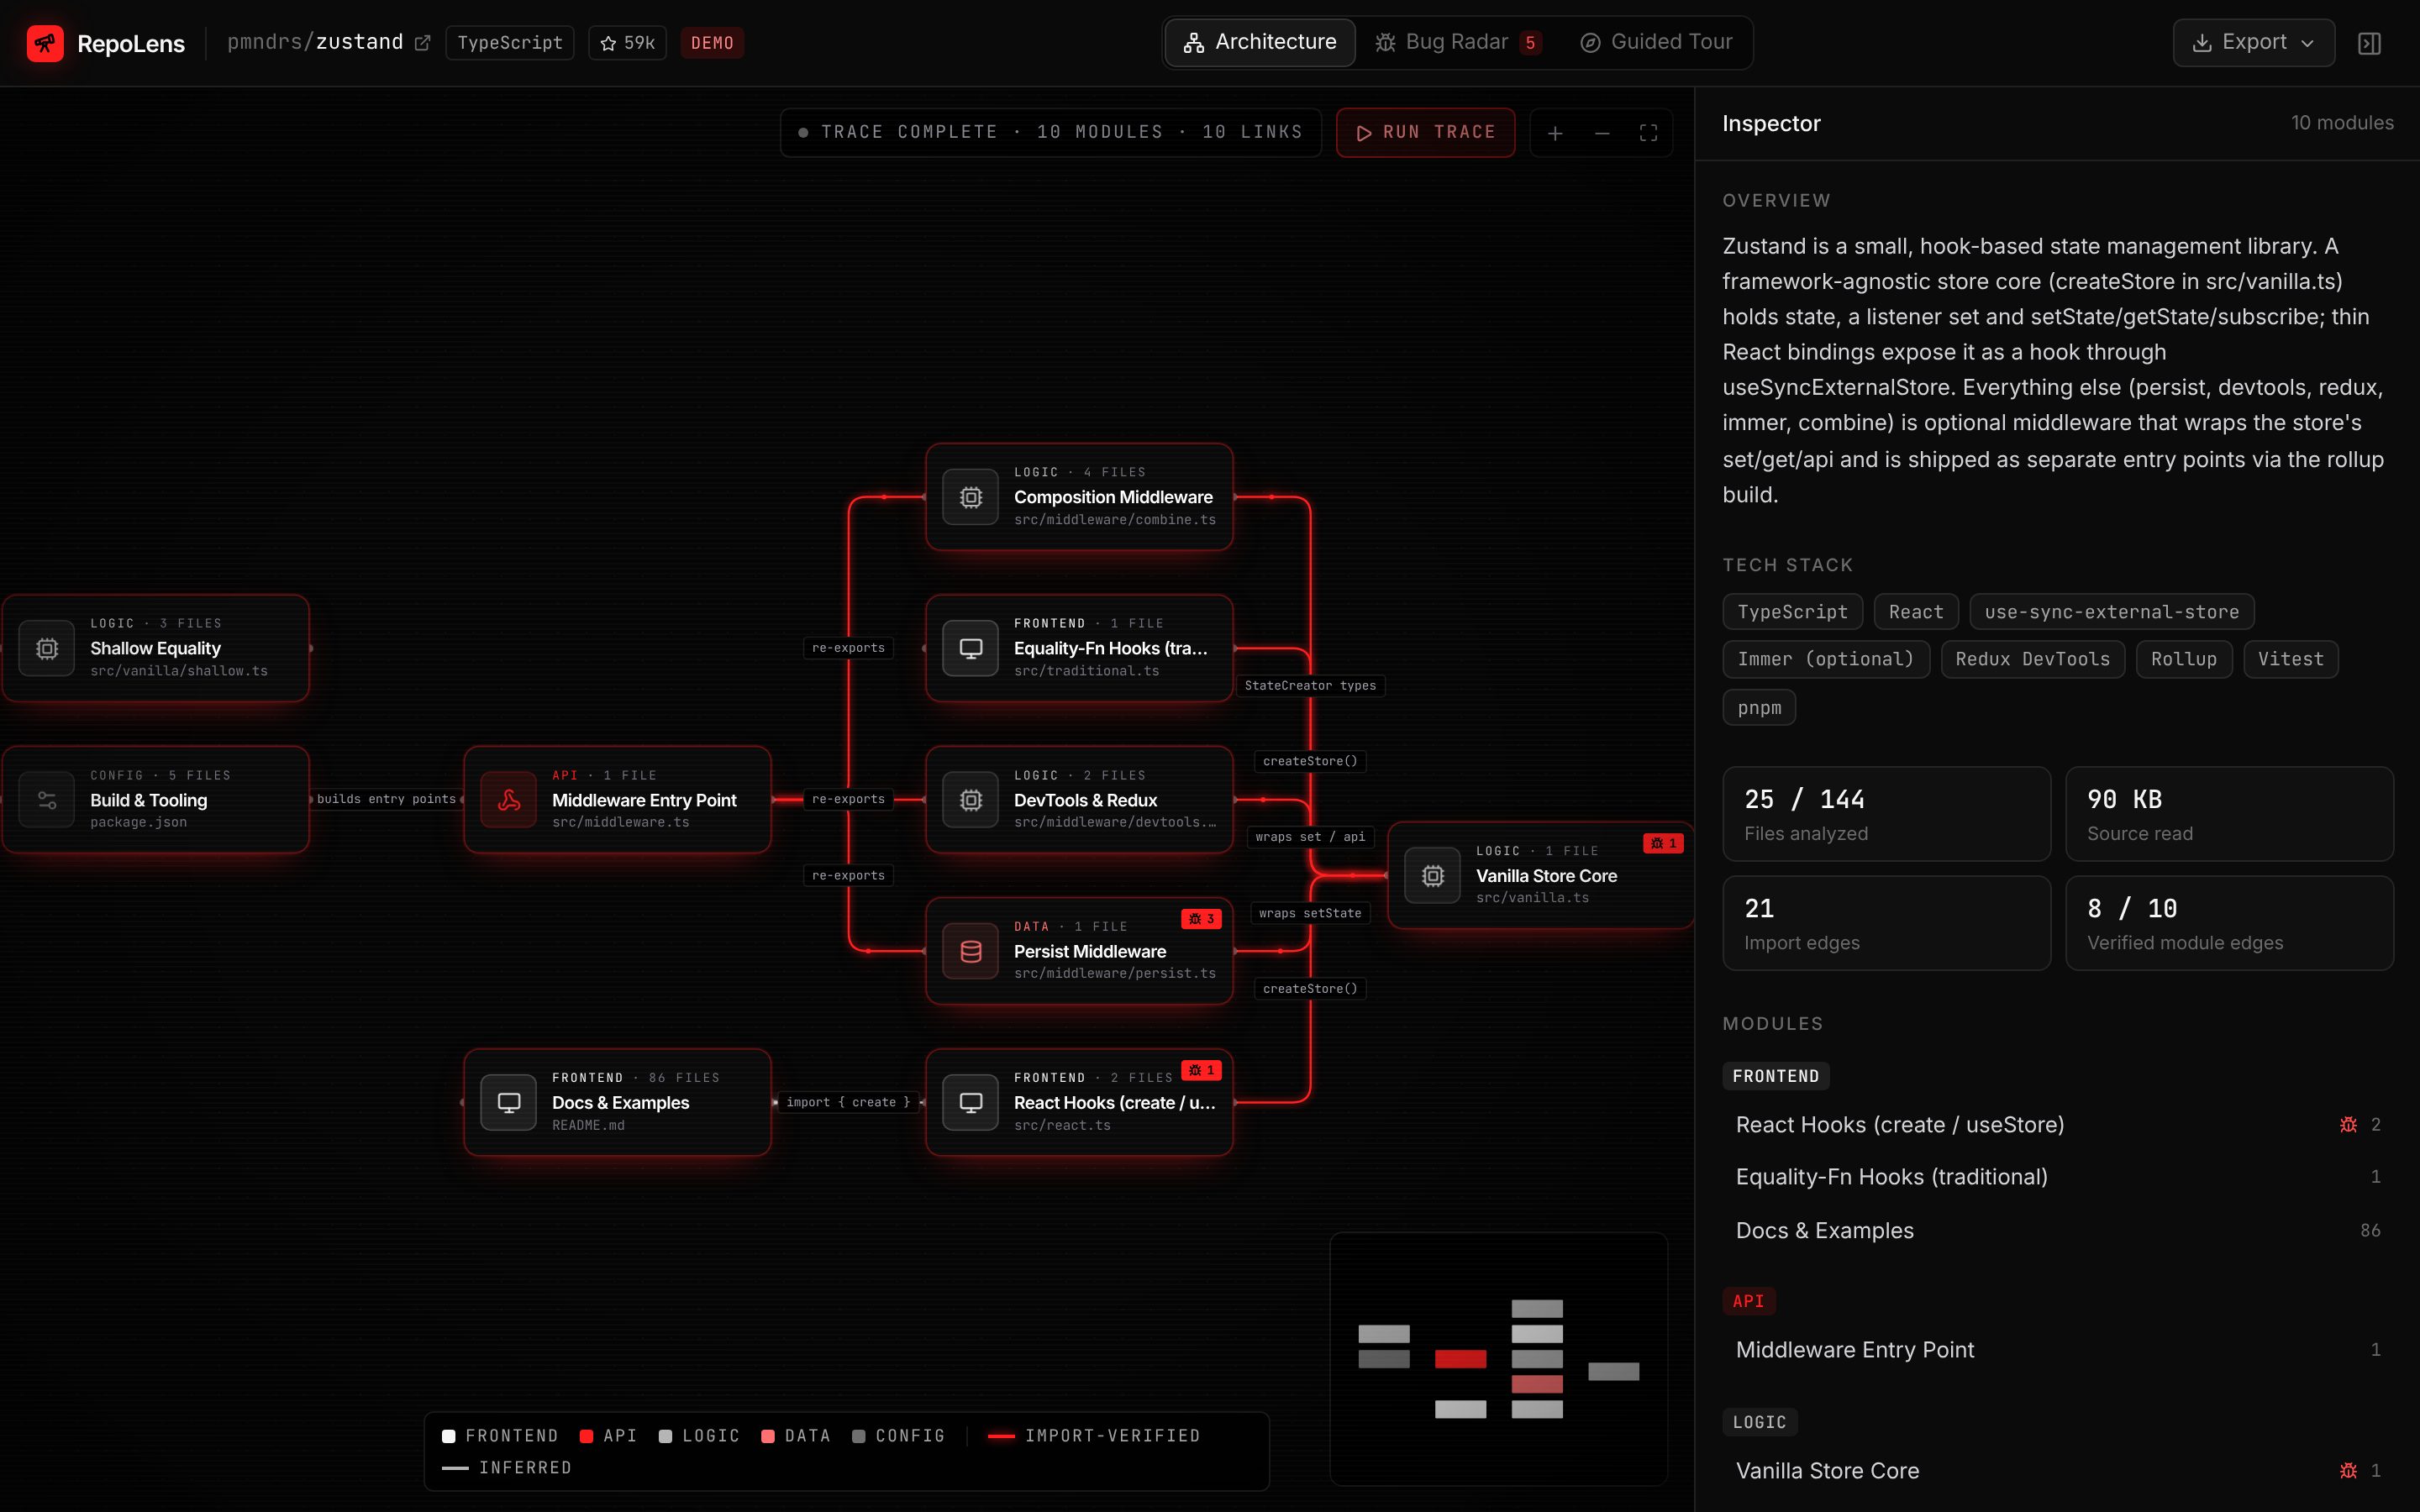 RepoLens
pmndrs/zustand
TypeScript
59k
DEMO
Architecture
Bug Radar 5
Guided Tour
Export
TRACE COMPLETE · 10 MODULES · 10 LINKS
RUN TRACE
LOGIC · 4 FILES
Composition Middleware
src/middleware/combine.ts
LOGIC · 3 FILES
Shallow Equality
src/vanilla/shallow.ts
re-exports
FRONTEND · 1 FILE
Equality-Fn Hooks (tra…
src/traditional.ts
StateCreator types
createStore()
CONFIG · 5 FILES
Build & Tooling
package.json
builds entry points
API · 1 FILE
Middleware Entry Point
src/middleware.ts
re-exports
LOGIC · 2 FILES
DevTools & Redux
src/middleware/devtools.…
wraps set / api
LOGIC · 1 FILE
1
Vanilla Store Core
src/vanilla.ts
re-exports
DATA · 1 FILE
3
Persist Middleware
src/middleware/persist.ts
wraps setState
createStore()
FRONTEND · 86 FILES
Docs & Examples
README.md
import { create }
FRONTEND · 2 FILES
1
React Hooks (create / u…
src/react.ts
FRONTEND
API
LOGIC
DATA
CONFIG
IMPORT-VERIFIED
INFERRED
Inspector
10 modules
OVERVIEW
Zustand is a small, hook-based state management library. A
framework-agnostic store core (createStore in src/vanilla.ts)
holds state, a listener set and setState/getState/subscribe; thin
React bindings expose it as a hook through
useSyncExternalStore. Everything else (persist, devtools, redux,
immer, combine) is optional middleware that wraps the store's
set/get/api and is shipped as separate entry points via the rollup
build.
TECH STACK
TypeScript
React
use-sync-external-store
Immer (optional)
Redux DevTools
Rollup
Vitest
pnpm
25 / 144
Files analyzed
90 KB
Source read
21
Import edges
8 / 10
Verified module edges
MODULES
FRONTEND
React Hooks (create / useStore) 2
Equality-Fn Hooks (traditional) 1
Docs & Examples 86
API
Middleware Entry Point 1
LOGIC
Vanilla Store Core 1